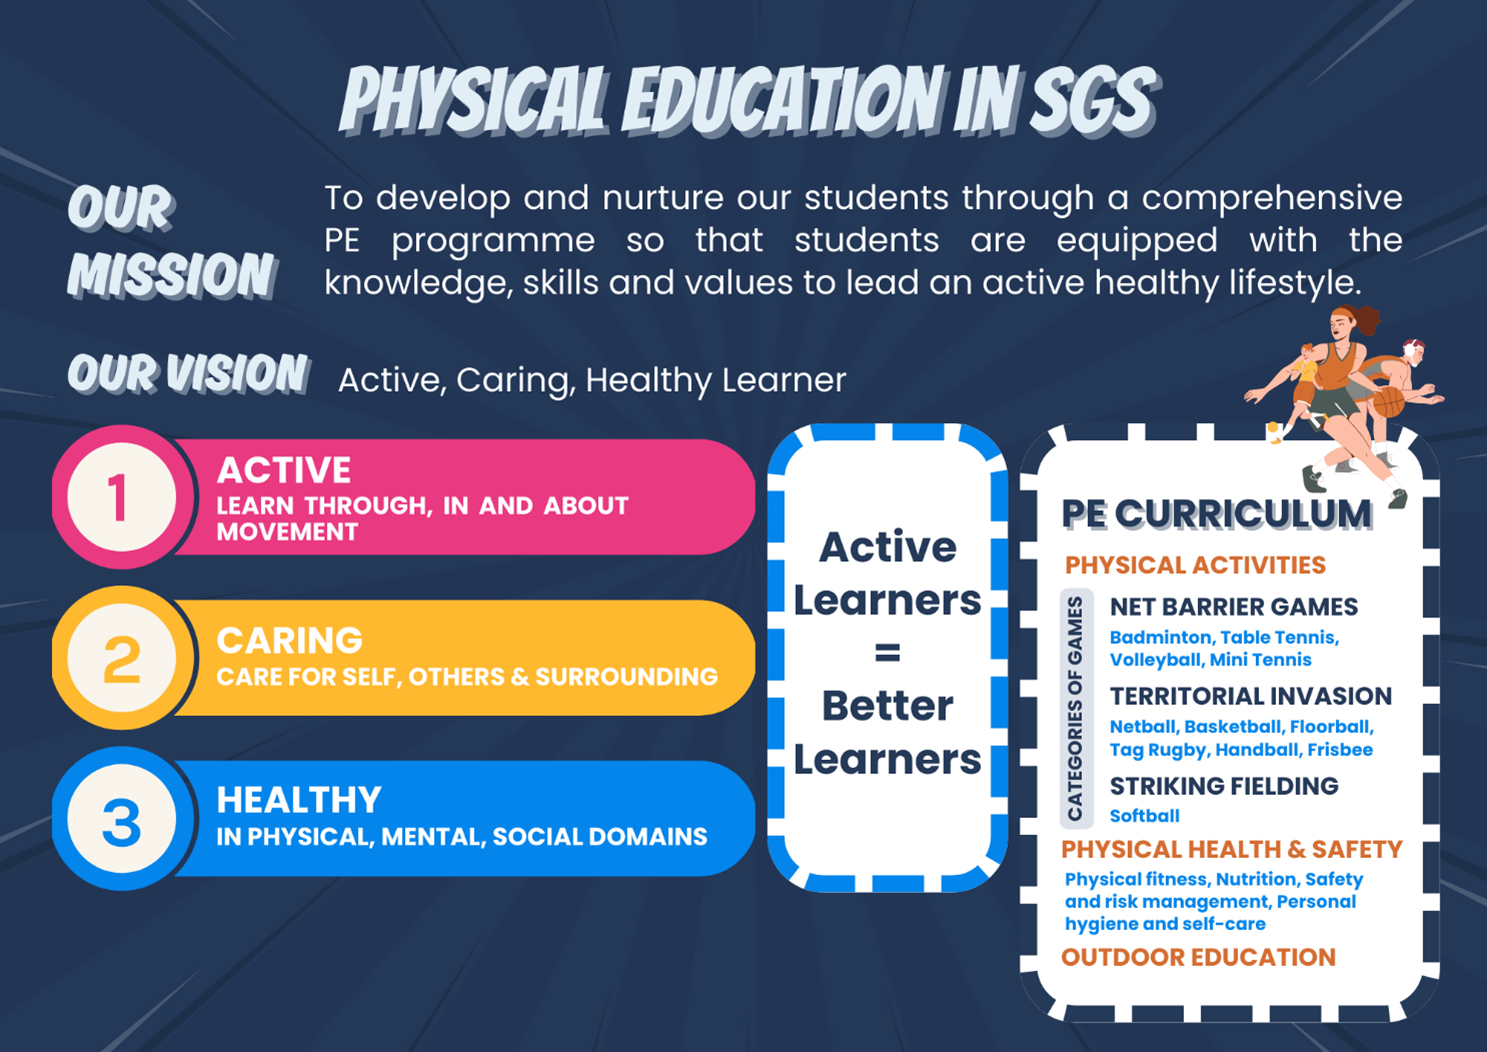 PHYSICAL EDUCATION IN SGS
OUR
MISSION
To develop and nurture our students through a comprehensive
PE programme so that students are equipped with the
knowledge, skills and values to lead an active healthy lifestyle.
OUR VISION
Active, Caring, Healthy Learner
1
ACTIVE
LEARN THROUGH, IN AND ABOUT
MOVEMENT
2
CARING
CARE FOR SELF, OTHERS & SURROUNDING
3
HEALTHY
IN PHYSICAL, MENTAL, SOCIAL DOMAINS
Active
Learners
=
Better
Learners
PE CURRICULUM
PHYSICAL ACTIVITIES
CATEGORIES OF GAMES
NET BARRIER GAMES
Badminton, Table Tennis,
Volleyball, Mini Tennis
TERRITORIAL INVASION
Netball, Basketball, Floorball,
Tag Rugby, Handball, Frisbee
STRIKING FIELDING
Softball
PHYSICAL HEALTH & SAFETY
Physical fitness, Nutrition, Safety
and risk management, Personal
hygiene and self-care
OUTDOOR EDUCATION